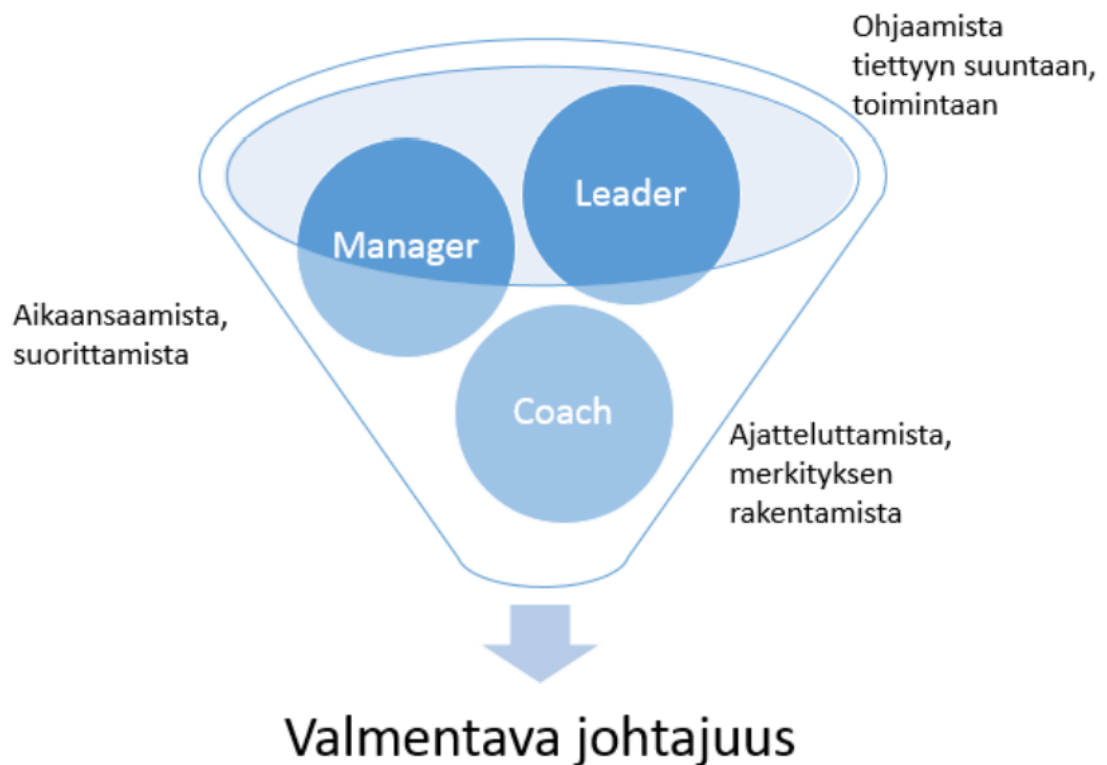 Ohjaamista
tiettyyn suuntaan,
toimintaan
Leader
Manager
Aikaansaamista,
suorittamista
Coach
Ajatteluttamista,
merkityksen
rakentamista
Valmentava johtajuus